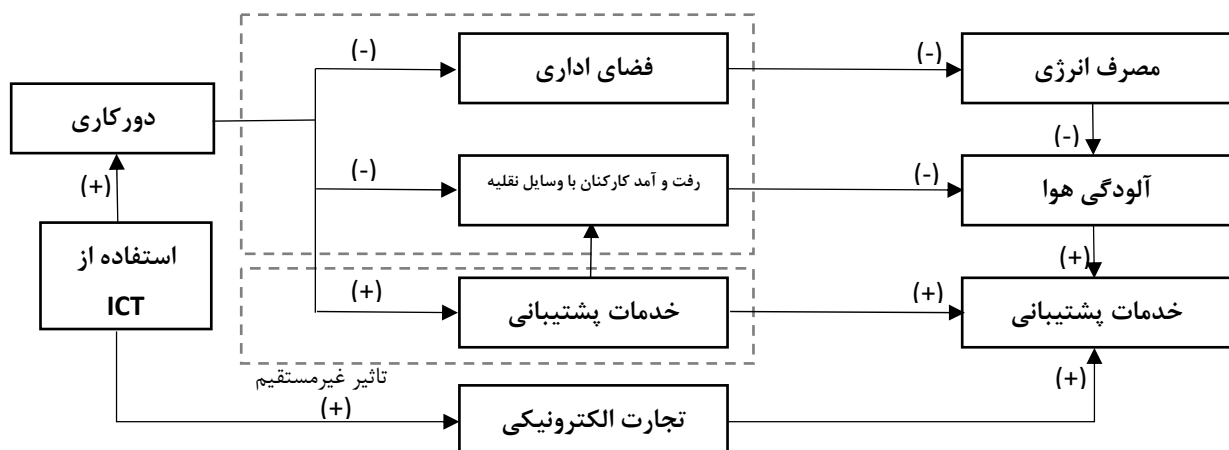 (-)
فضای اداری
(-)
مصرف انرژی
دورکاری
(-)
(+)
(-)
رفت و آمد کارکنان با وسایل نقلیه
(-)
آلودگی هوا
استفاده از
ICT
(+)
(+)
خدمات پشتیبانی
(+)
خدمات پشتیبانی
تاثیر غیرمستقیم
(+)
(+)
تجارت الکترونیکی